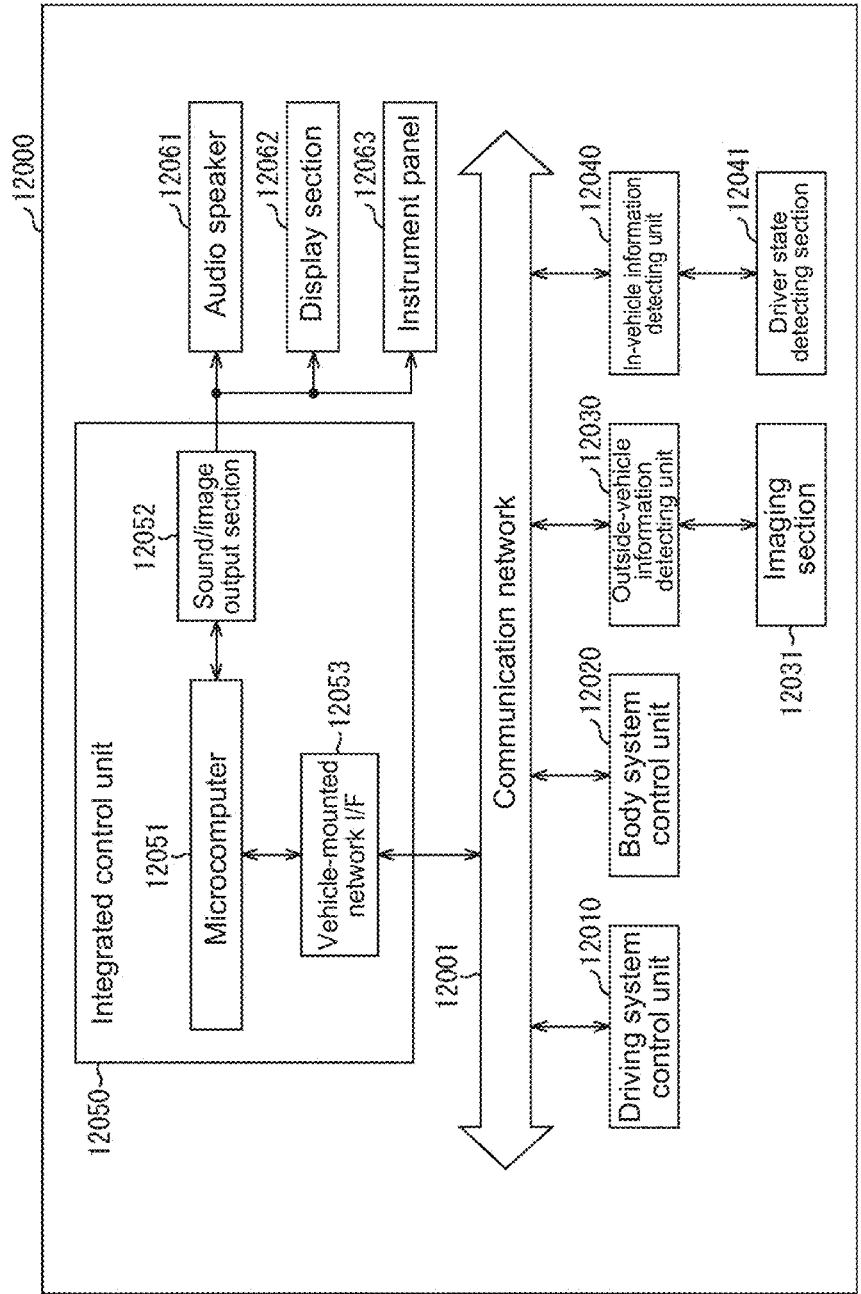 12000
12050
Integrated control unit
12051
Microcomputer
12052
Sound/image
output section
12053
Vehicle-mounted
network I/F
12061
Audio speaker
12062
Display section
12063
Instrument panel
12001
Communication network
12010
Driving system
control unit
12020
Body system
control unit
12030
Outside-vehicle
information
detecting unit
12040
In-vehicle information
detecting unit
12031
Imaging
section
12041
Driver state
detecting section